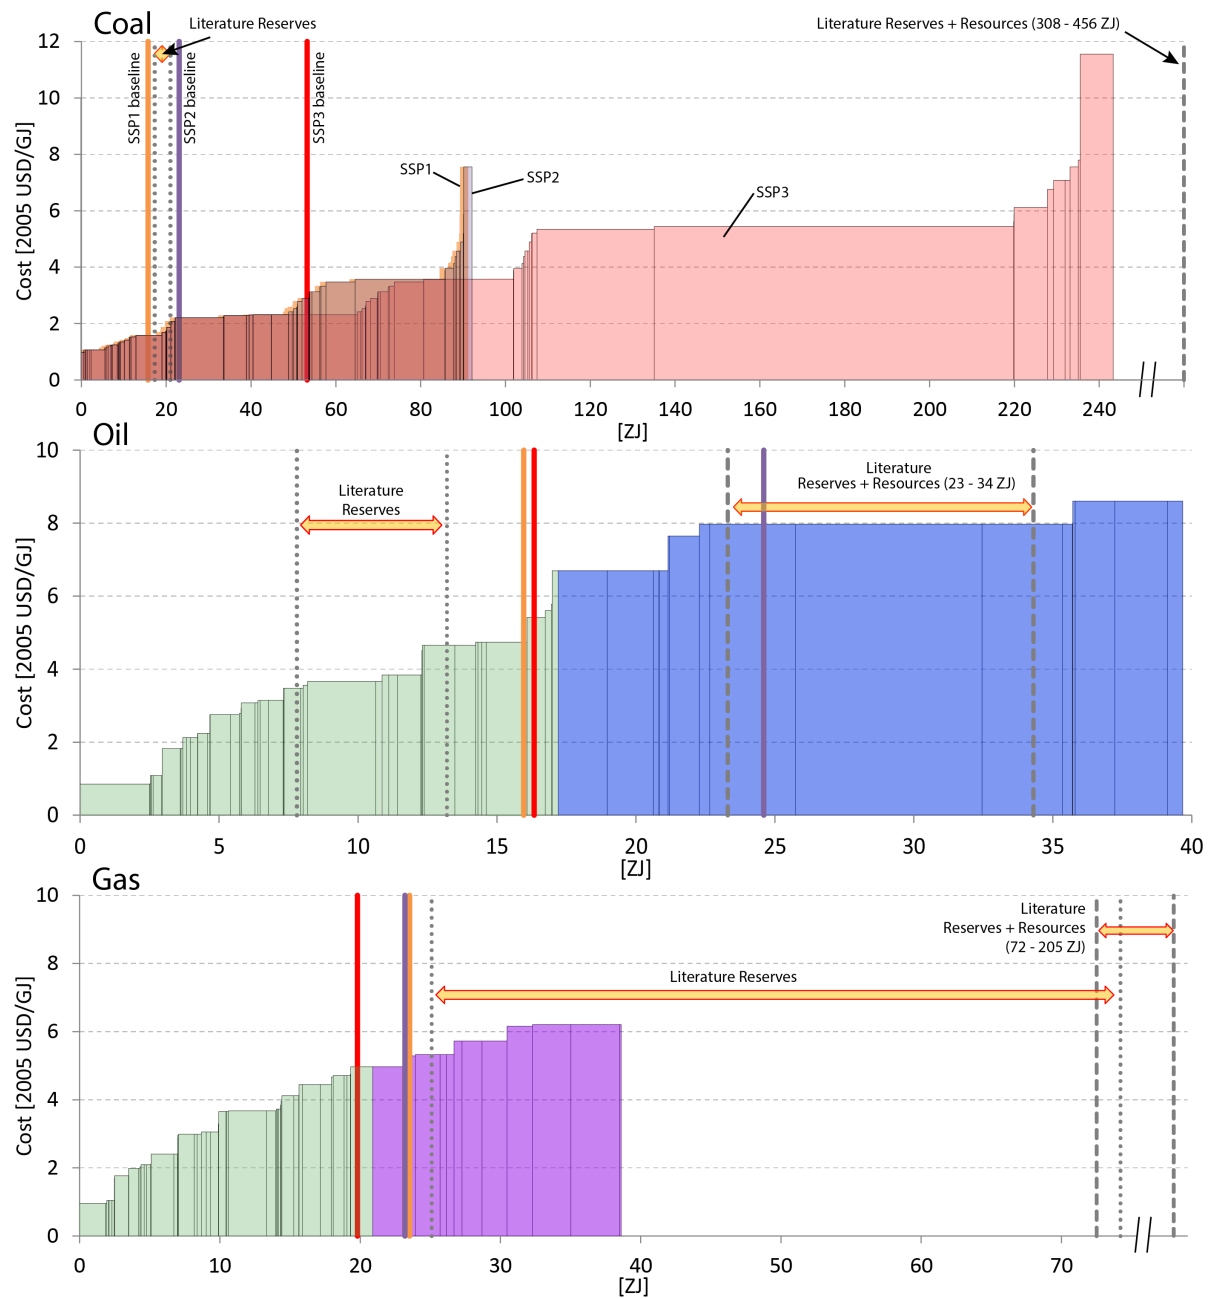 Coal
Literature Reserves
Literature Reserves + Resources (308 - 456 ZJ)
Cost [2005 USD/GJ]
12
10
8
6
4
2
0
SSP1 baseline
SSP2 baseline
SSP3 baseline
SSP1
SSP2
SSP3
0 20 40 60 80 100 120 140 160 180 200 220 240
[ZJ]
Oil
Cost [2005 USD/GJ]
10
8
6
4
2
0
Literature
Reserves
Literature
Reserves + Resources (23 - 34 ZJ)
0 5 10 15 20 25 30 35 40
[ZJ]
Gas
Cost [2005 USD/GJ]
10
8
6
4
2
0
Literature
Reserves + Resources
(72 - 205 ZJ)
Literature Reserves
0 10 20 30 40 50 60 70
[ZJ]